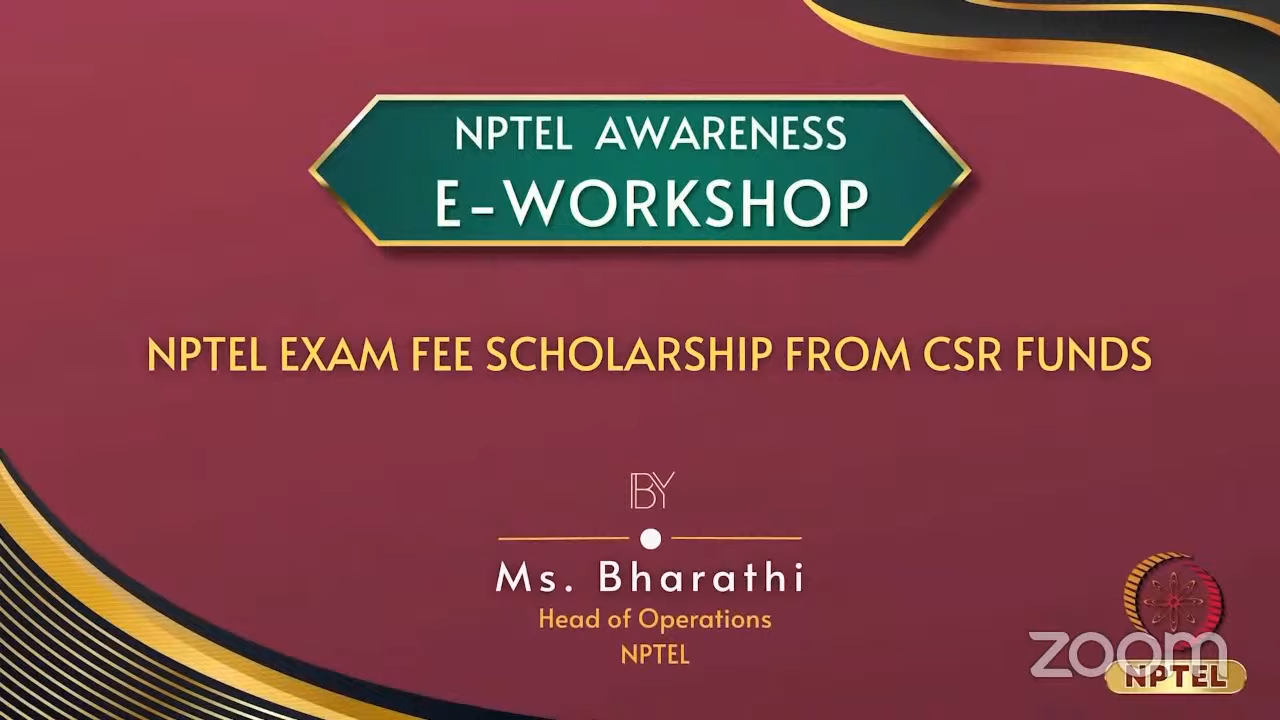 NPTEL AWARENESS
E-WORKSHOP
NPTEL EXAM FEE SCHOLARSHIP FROM CSR FUNDS
BY
Ms. Bharathi
Head of Operations
NPTEL
zoom
NPTEL